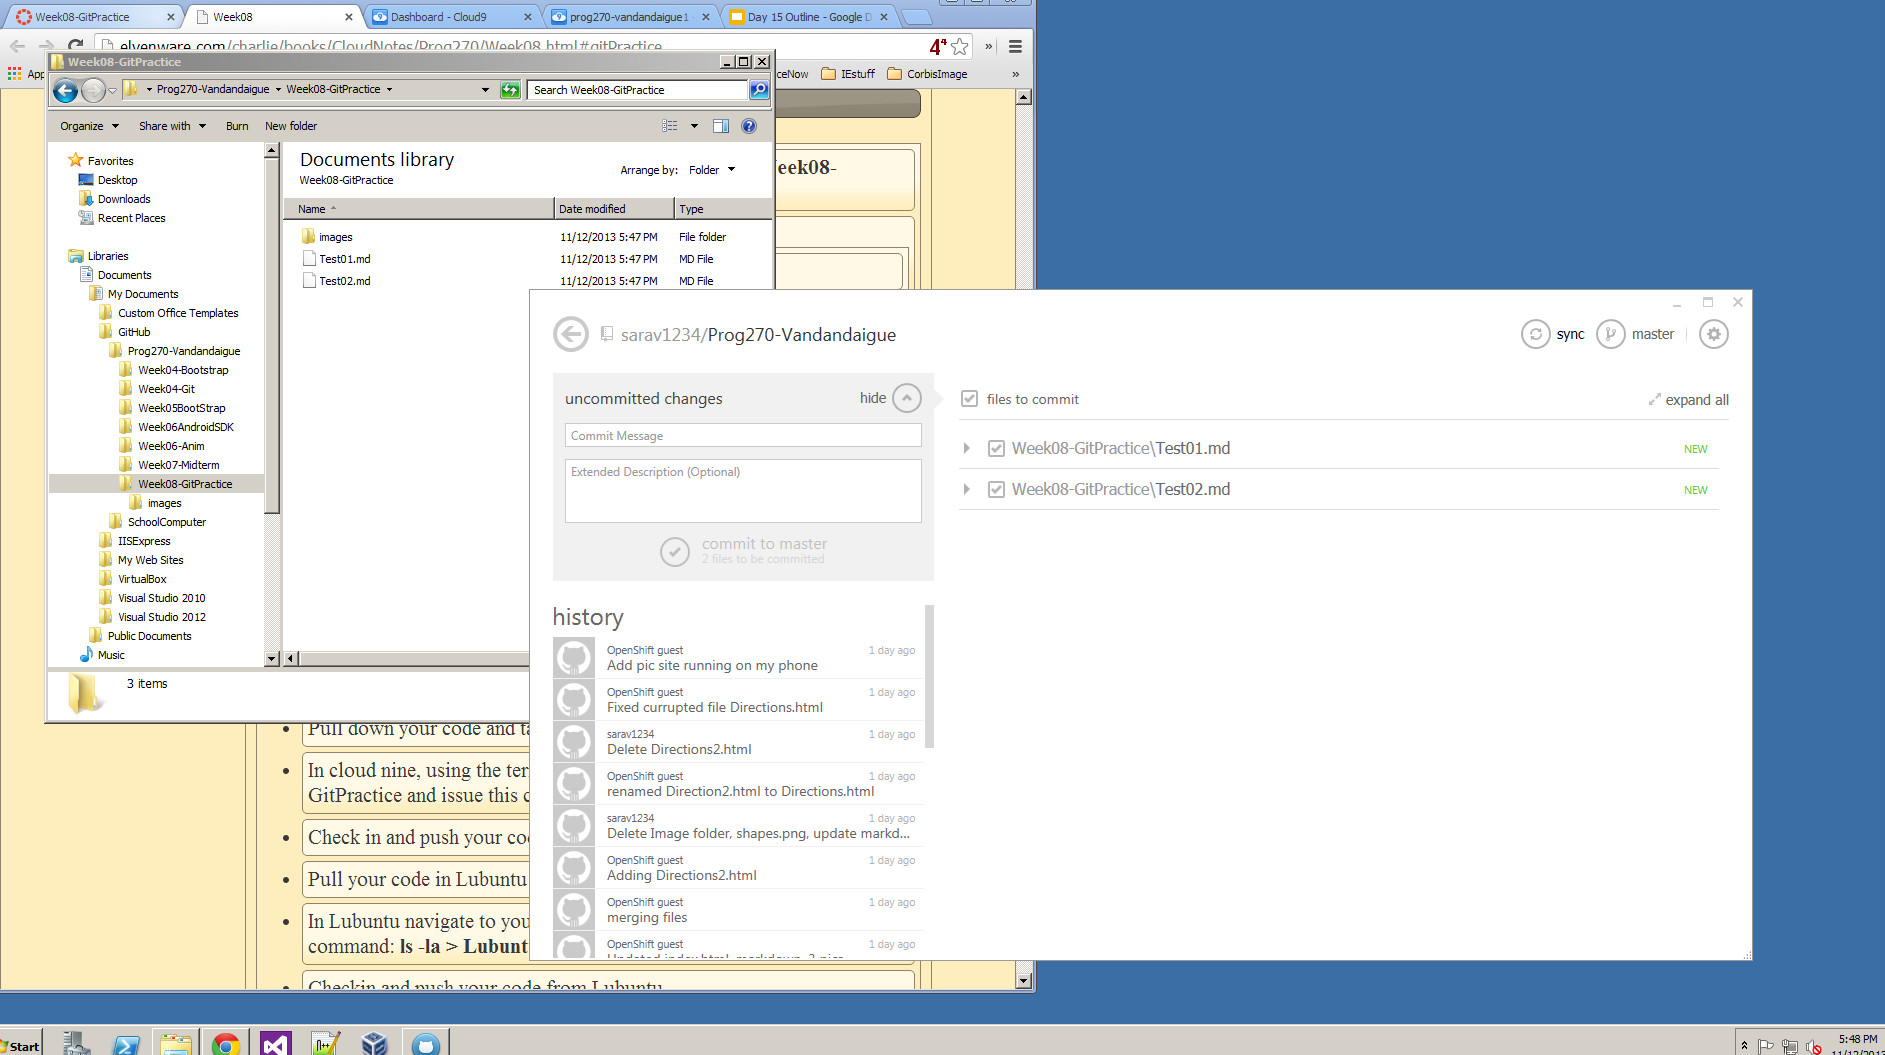 Week08-GitPractice
Week08
Dashboard - Cloud9
prog270-vandandaigue1
Day 15 Outline - Google D
elvenware.com/charlie/books/CloudNotes/Prog270/Week08.html#gitPractice
4⁴
»
App
ceNow
IEstuff
CorbisImage
»
Week08-GitPractice
Prog270-Vandandaigue
Week08-GitPractice
Search Week08-GitPractice
Organize
Share with
Burn
New folder
Favorites
Desktop
Downloads
Recent Places
Libraries
Documents
My Documents
Custom Office Templates
GitHub
Prog270-Vandandaigue
Week04-Bootstrap
Week04-Git
Week05BootStrap
Week06AndroidSDK
Week06-Anim
Week07-Midterm
Week08-GitPractice
images
SchoolComputer
IISExpress
My Web Sites
VirtualBox
Visual Studio 2010
Visual Studio 2012
Public Documents
Music
Documents library
Week08-GitPractice
Arrange by: Folder
Name Date modified Type
images 11/12/2013 5:47 PM File folder
Test01.md 11/12/2013 5:47 PM MD File
Test02.md 11/12/2013 5:47 PM MD File
3 items
eek08-
sarav1234/Prog270-Vandandaigue
sync
master
uncommitted changes
hide
Commit Message
Extended Description (Optional)
commit to master
2 files to be committed
files to commit
expand all
Week08-GitPractice\Test01.md NEW
Week08-GitPractice\Test02.md NEW
history
OpenShift guest 1 day ago
Add pic site running on my phone
OpenShift guest 1 day ago
Fixed currupted file Directions.html
sarav1234 1 day ago
Delete Directions2.html
OpenShift guest 1 day ago
renamed Direction2.html to Directions.html
sarav1234 1 day ago
Delete Image folder, shapes.png, update markd...
OpenShift guest 1 day ago
Adding Directions2.html
OpenShift guest 1 day ago
merging files
OpenShift guest 1 day ago
Updated index.html, markdown, 3 pics
Pull down your code and ta
In cloud nine, using the ter
GitPractice and issue this c
Check in and push your cod
Pull your code in Lubuntu
In Lubuntu navigate to you
command: ls -la > Lubunt
Checkin and push your code from Lubuntu
Start
5:48 PM